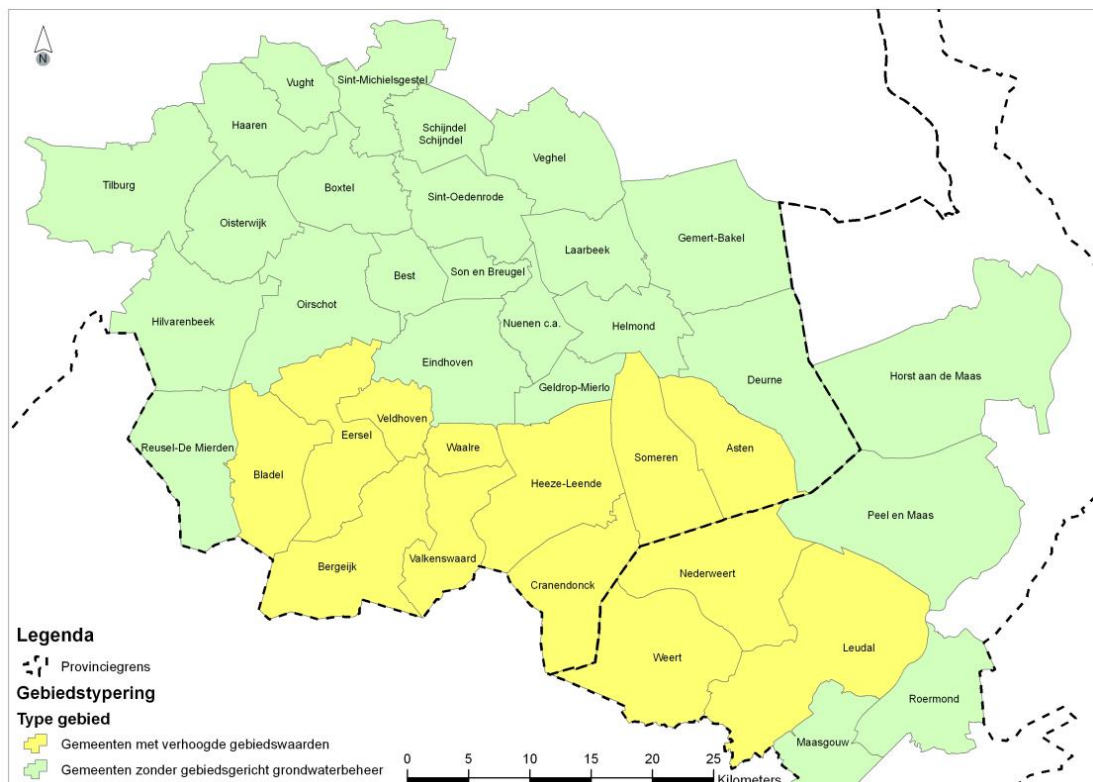 N
Vught
Sint-Michielsgestel
Haaren
Schijndel
Schijndel
Veghel
Tilburg
Boxtel
Sint-Oedenrode
Oisterwijk
Gemert-Bakel
Laarbeek
Best
Son en Breugel
Oirschot
Hilvarenbeek
Nuenen c.a.
Helmond
Eindhoven
Horst aan de Maas
Geldrop-Mierlo
Deurne
Veldhoven
Reusel-De Mierden
Eersel
Waalre
Asten
Someren
Bladel
Heeze-Leende
Peel en Maas
Valkenswaard
Bergeijk
Nederweert
Cranendonck
Leudal
Weert
Roermond
Maasgouw
Legenda
Provinciegrens
Gebiedstypering
Type gebied
Gemeenten met verhoogde gebiedswaarden
Gemeenten zonder gebiedsgericht grondwaterbeheer
0 5 10 15 20 25
Kilometers